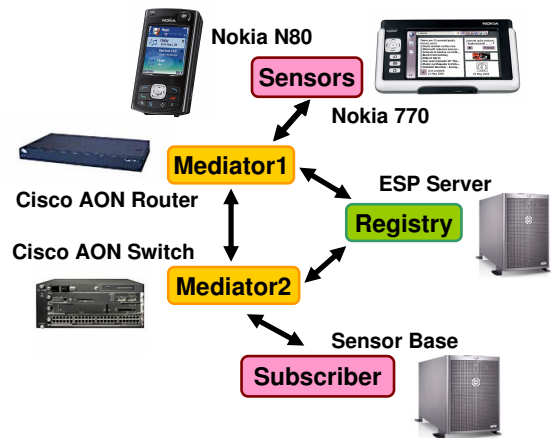 Nokia N80
Sensors
NOKIA
Nokia 770
Mediator1
Cisco AON Router
ESP Server
Registry
Cisco AON Switch
Mediator2
Sensor Base
Subscriber